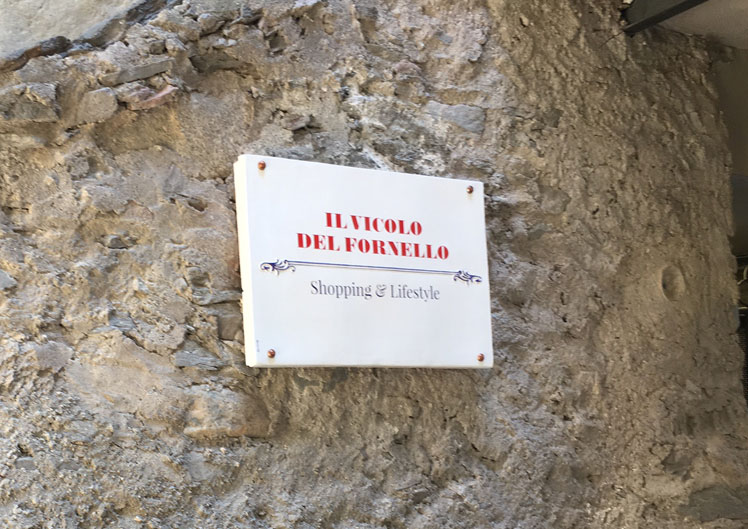 IL VICOLO
DEL FORNELLO
Shopping & Lifestyle